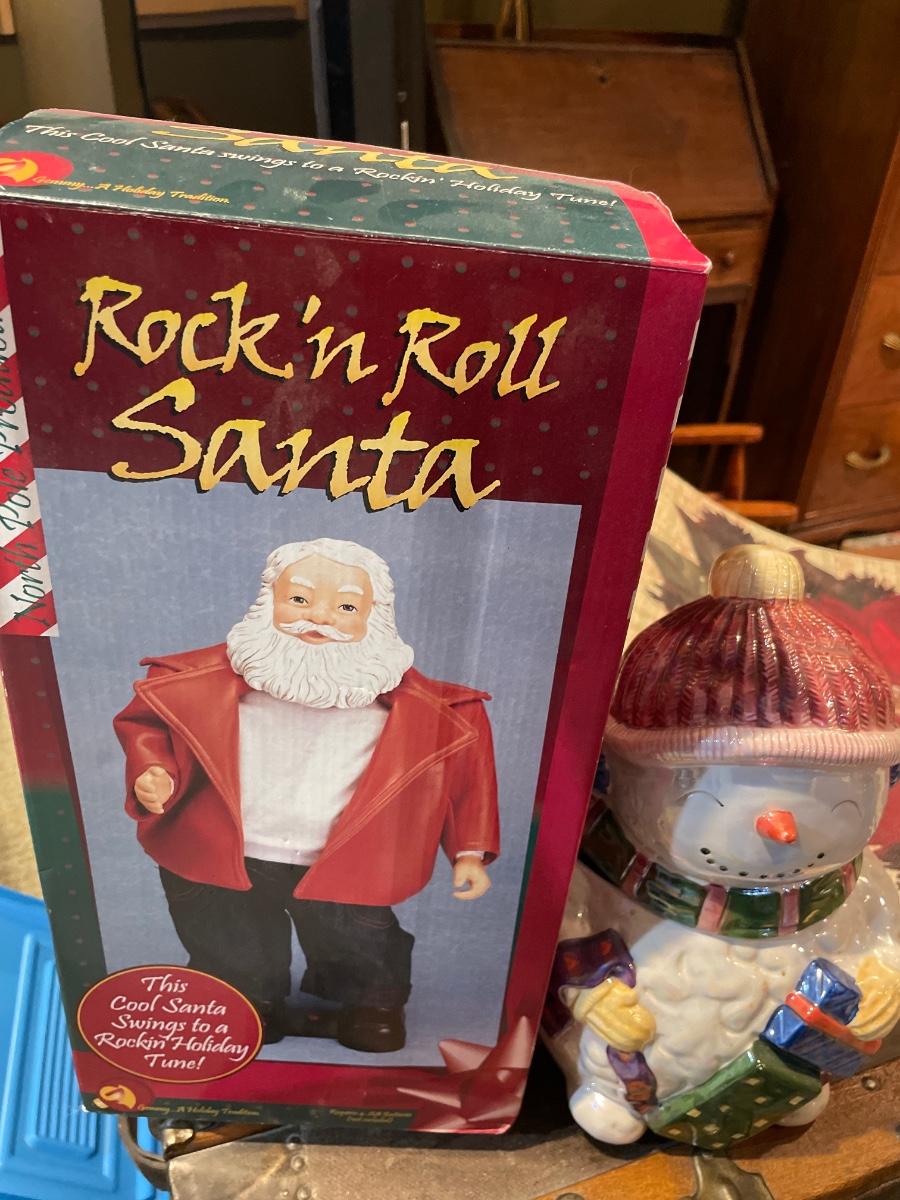 Santa
This Cool Santa swings to a Rockin' Holiday Tune!
Gemmy...A Holiday Tradition.
Rock'n Roll
Santa
North Pole
This
Cool Santa
Swings to a
Rockin' Holiday
Tune!
Gemmy...A Holiday Tradition.